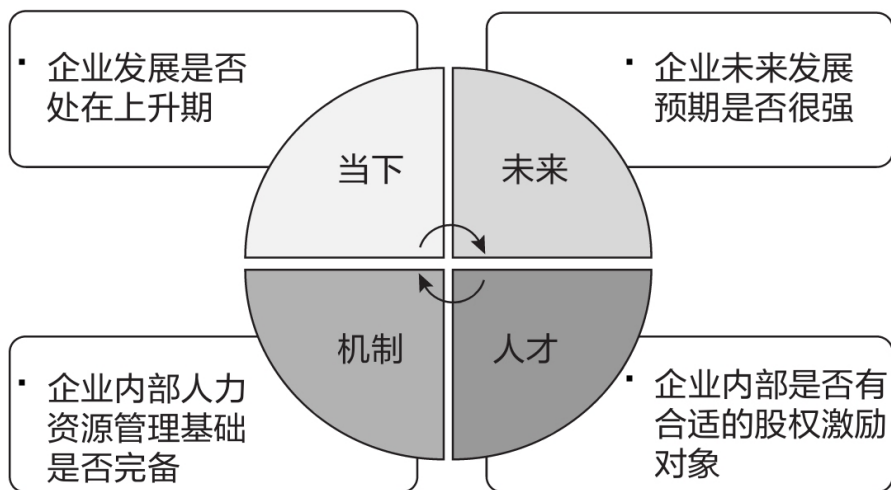 · 企业发展是否
处在上升期
· 企业未来发展
预期是否很强
当下
未来
机制
人才
· 企业内部人力
资源管理基础
是否完备
· 企业内部是否有
合适的股权激励
对象